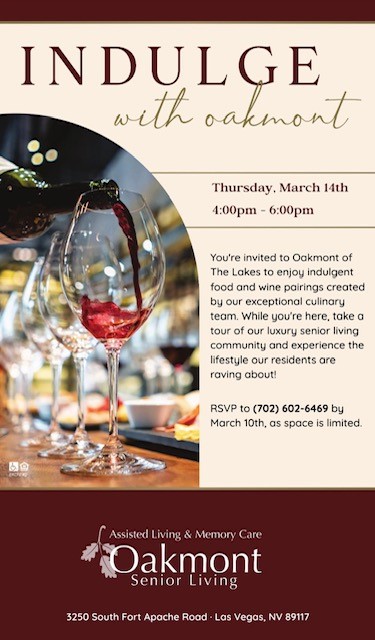 INDULGE
with oakmont
Thursday, March 14th
4:00pm - 6:00pm
You're invited to Oakmont of
The Lakes to enjoy indulgent
food and wine pairings created
by our exceptional culinary
team. While you're here, take a
tour of our luxury senior living
community and experience the
lifestyle our residents are
raving about!
RSVP to (702) 602-6469 by
March 10th, as space is limited.
Assisted Living & Memory Care
Oakmont
Senior Living
3250 South Fort Apache Road · Las Vegas, NV 89117